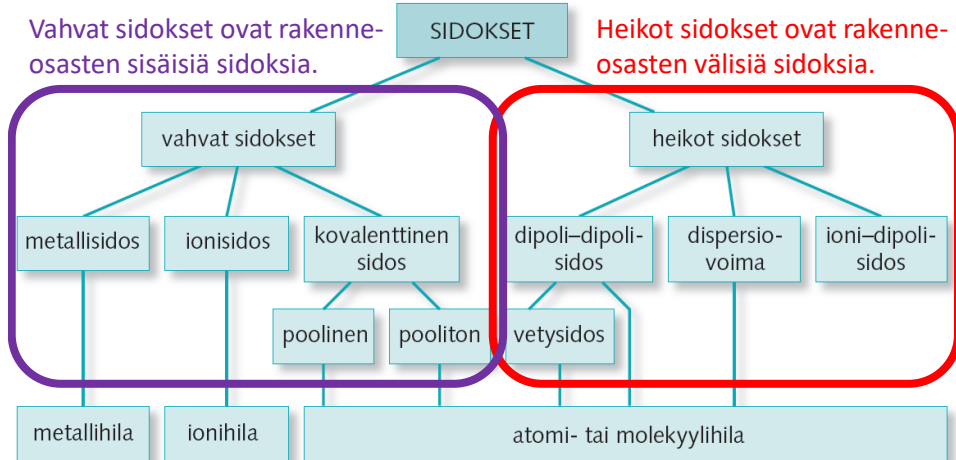 Vahvat sidokset ovat rakenne-
osasten sisäisiä sidoksia.
SIDOKSET
Heikot sidokset ovat rakenne-
osasten välisiä sidoksia.
vahvat sidokset
heikot sidokset
metallisidos
ionisidos
kovalenttinen
sidos
dipoli–dipoli-
sidos
dispersio-
voima
ioni–dipoli-
sidos
poolinen
pooliton
vetysidos
metallihila
ionihila
atomi- tai molekyylihila